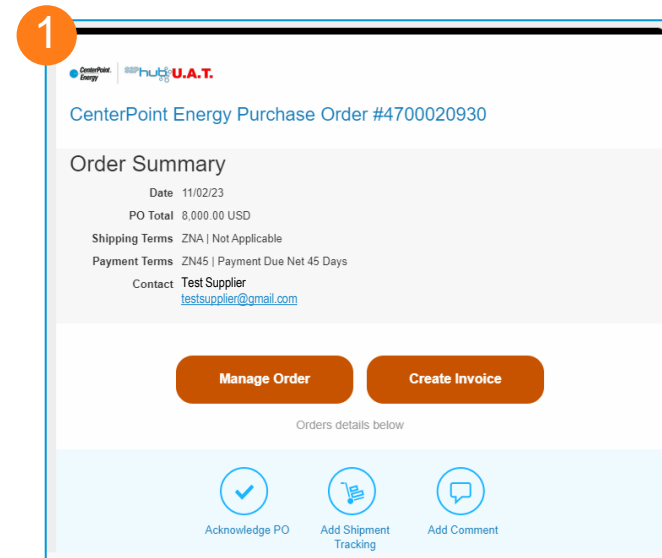 1
CenterPoint. Energy SSP hub U.A.T.
CenterPoint Energy Purchase Order #4700020930
Order Summary
Date 11/02/23
PO Total 8,000.00 USD
Shipping Terms ZNA | Not Applicable
Payment Terms ZN45 | Payment Due Net 45 Days
Contact Test Supplier
testsupplier@gmail.com
Manage Order Create Invoice
Orders details below
Acknowledge PO Add Shipment Tracking Add Comment